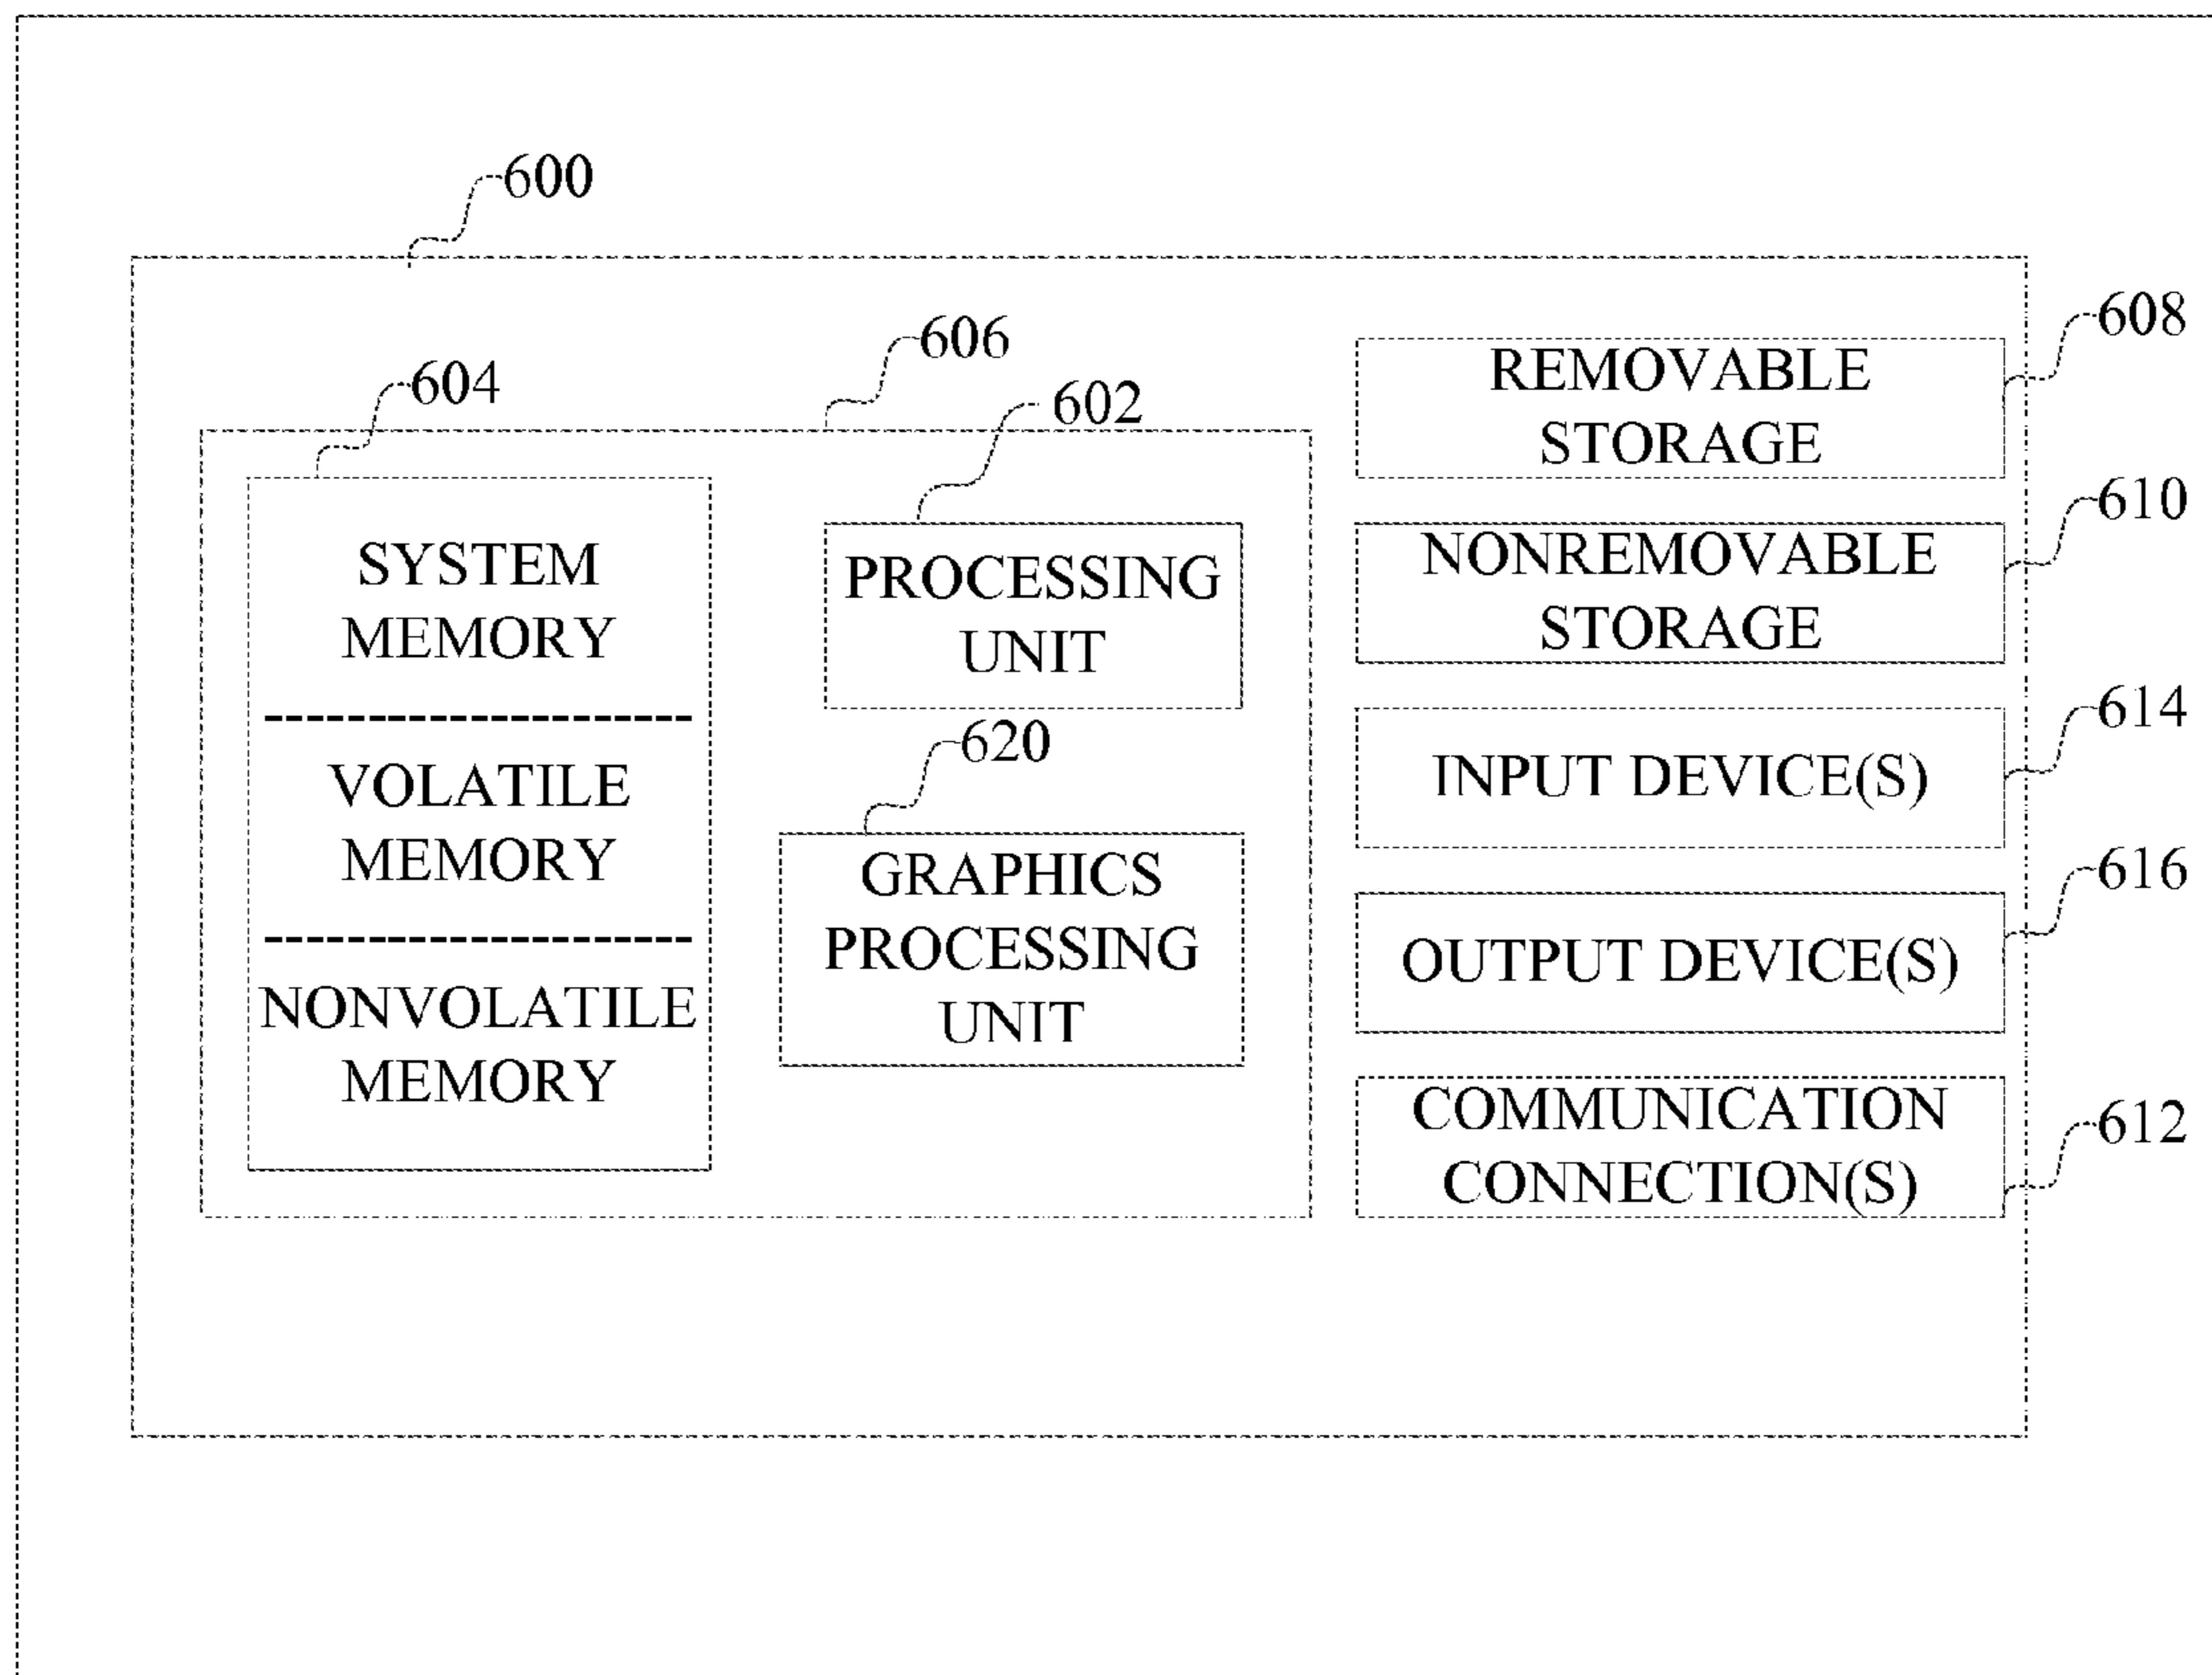 600
606
604
602
SYSTEM
MEMORY
VOLATILE
MEMORY
NONVOLATILE
MEMORY
PROCESSING
UNIT
620
GRAPHICS
PROCESSING
UNIT
608
REMOVABLE
STORAGE
610
NONREMOVABLE
STORAGE
614
INPUT DEVICE(S)
616
OUTPUT DEVICE(S)
612
COMMUNICATION
CONNECTION(S)